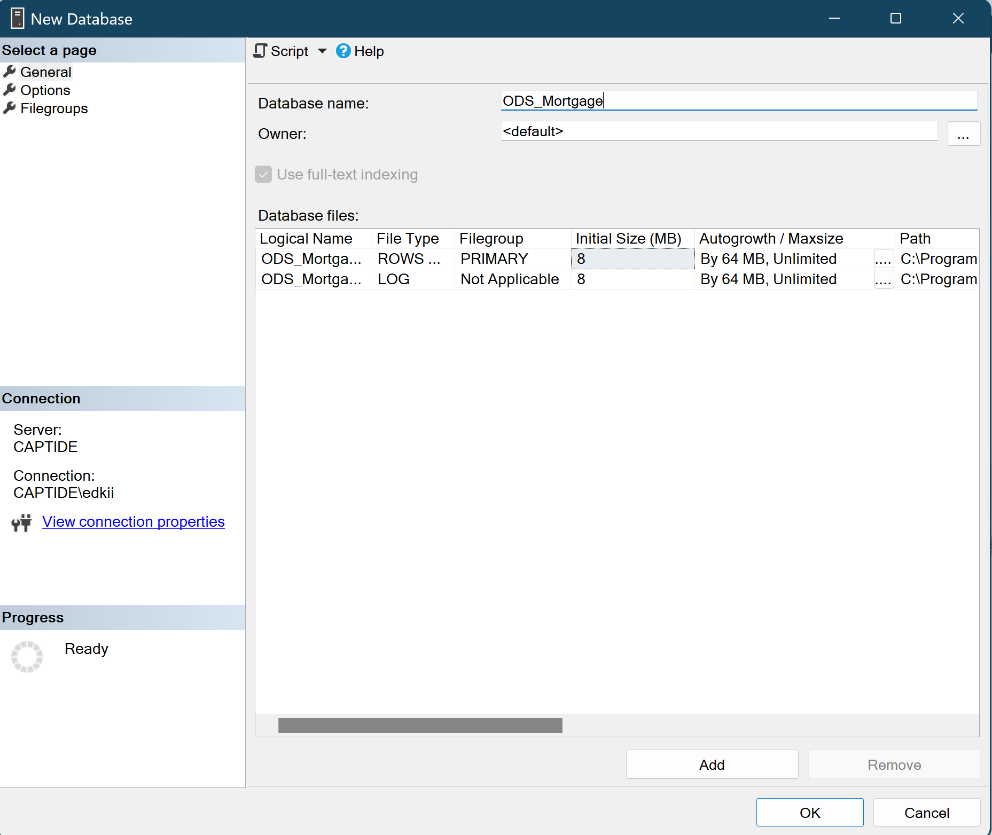 New Database
Select a page
General
Options
Filegroups
Script Help
Database name: ODS_Mortgage
Owner: <default> ...
Use full-text indexing
Database files:
Logical Name File Type Filegroup Initial Size (MB) Autogrowth / Maxsize Path
ODS_Mortga... ROWS ... PRIMARY 8 By 64 MB, Unlimited .... C:\Program
ODS_Mortga... LOG Not Applicable 8 By 64 MB, Unlimited .... C:\Program
Connection
Server:
CAPTIDE
Connection:
CAPTIDE\edkii
View connection properties
Progress
Ready
Add Remove
OK Cancel